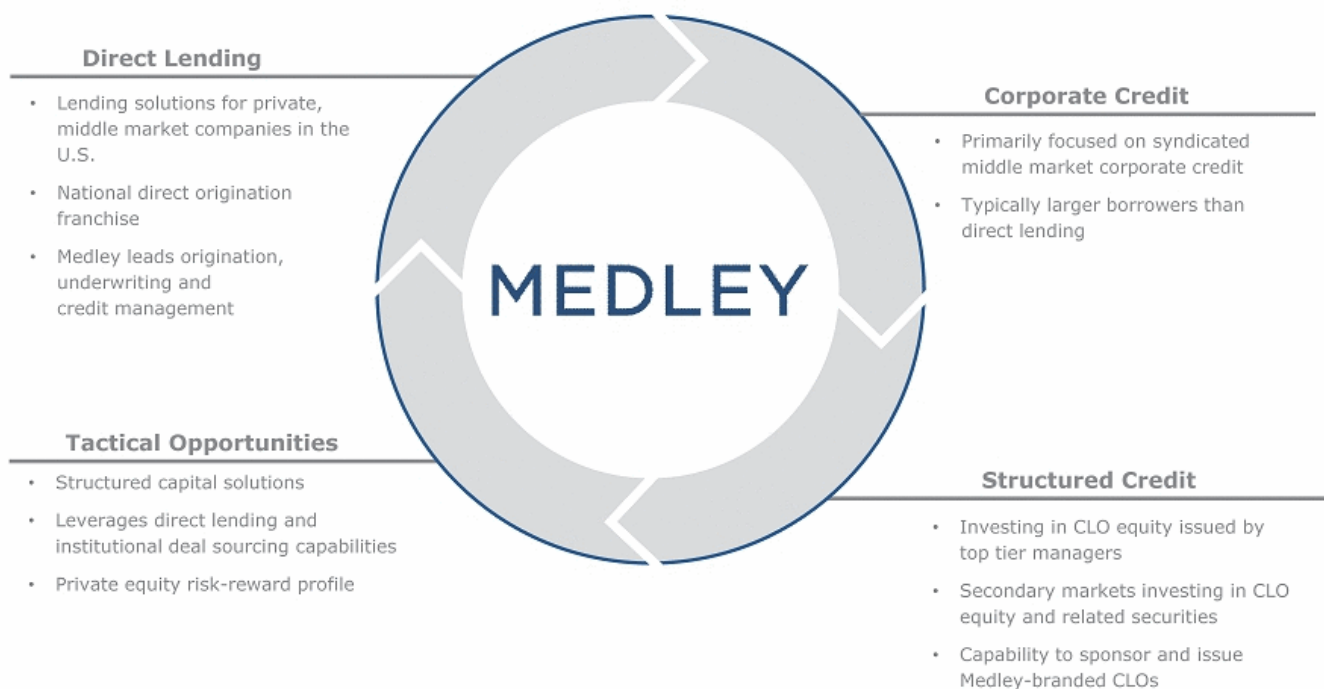 Direct Lending
• Lending solutions for private,
middle market companies in the
U.S.
• National direct origination
franchise
• Medley leads origination,
underwriting and
credit management
Corporate Credit
• Primarily focused on syndicated
middle market corporate credit
• Typically larger borrowers than
direct lending
MEDLEY
Tactical Opportunities
• Structured capital solutions
• Leverages direct lending and
institutional deal sourcing capabilities
• Private equity risk-reward profile
Structured Credit
• Investing in CLO equity issued by
top tier managers
• Secondary markets investing in CLO
equity and related securities
• Capability to sponsor and issue
Medley-branded CLOs